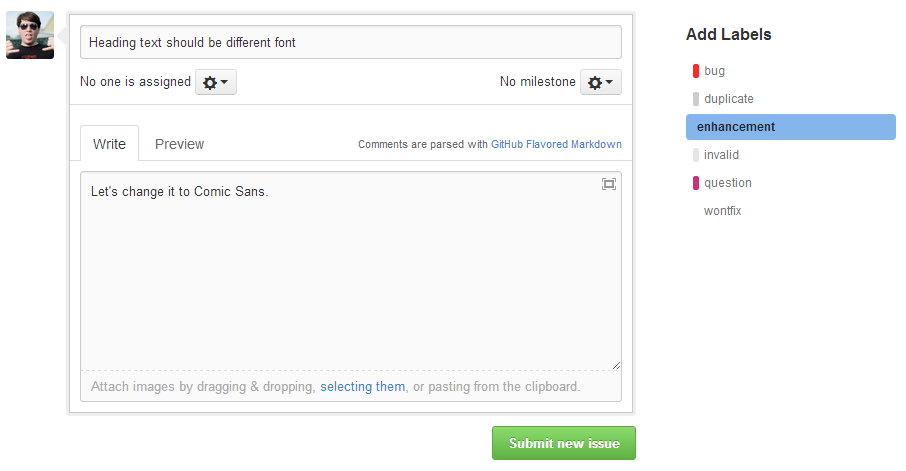 Heading text should be different font
No one is assigned
No milestone
Write
Preview
Comments are parsed with GitHub Flavored Markdown
Let's change it to Comic Sans.
Attach images by dragging & dropping, selecting them, or pasting from the clipboard.
Submit new issue
Add Labels
bug
duplicate
enhancement
invalid
question
wontfix